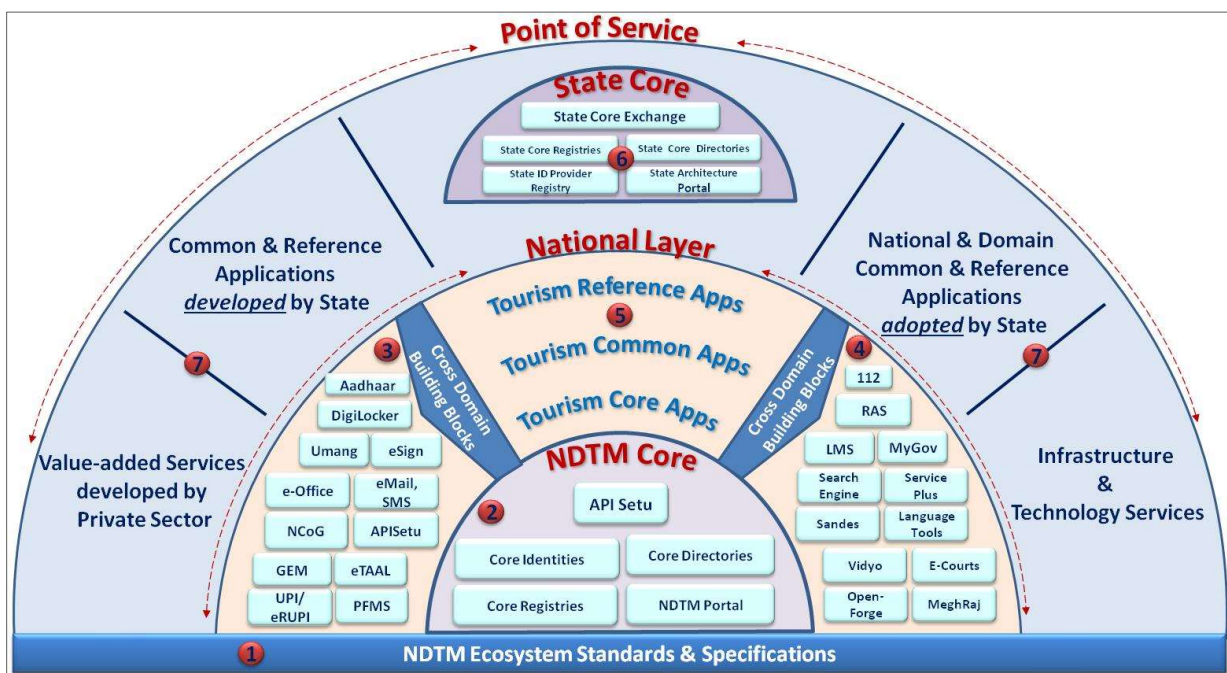 Point of Service
State Core
State Core Exchange
State Core Registries
State Core Directories
6
State ID Provider
Registry
State Architecture
Portal
Common & Reference
Applications
developed by State
National Layer
National & Domain
Common & Reference
Applications
adopted by State
Tourism Reference Apps
5
Tourism Common Apps
Tourism Core Apps
7
3
Cross Domain
Building Blocks
Cross Domain
Building Blocks
4
7
Aadhaar
DigiLocker
Umang
eSign
e-Office
eMail,
SMS
NCoG
APISetu
GEM
eTAAL
UPI/
eRUPI
PFMS
112
RAS
LMS
MyGov
Search
Engine
Service
Plus
Sandes
Language
Tools
Vidyo
E-Courts
Open-
Forge
MeghRaj
Value-added Services
developed by
Private Sector
NDTM Core
2
API Setu
Core Identities
Core Directories
Core Registries
NDTM Portal
Infrastructure
&
Technology Services
1
NDTM Ecosystem Standards & Specifications